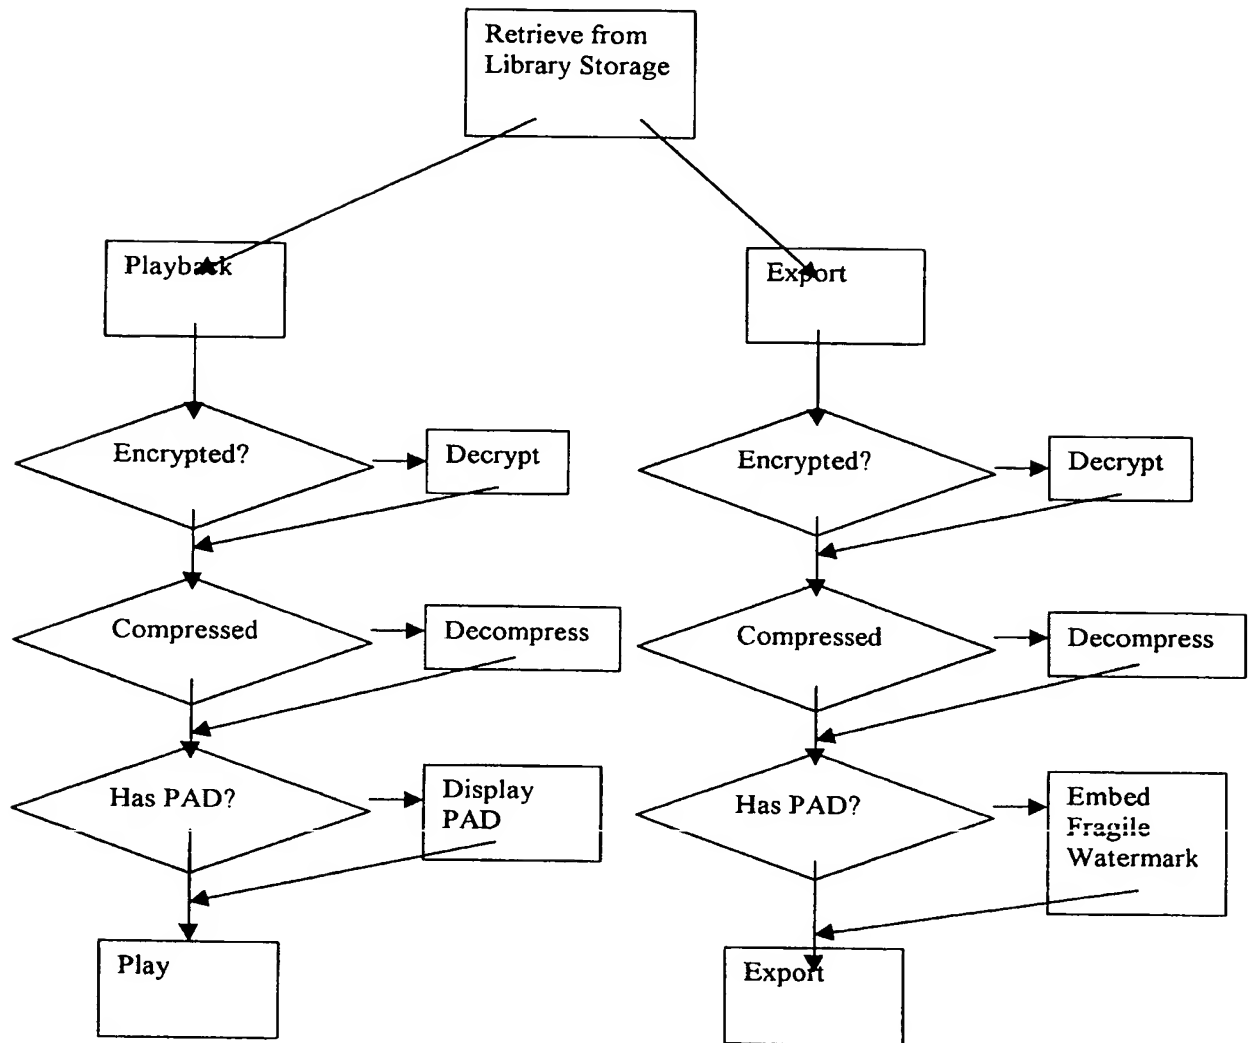 Retrieve from
Library Storage
Playback
Export
Encrypted?
Decrypt
Encrypted?
Decrypt
Compressed
Decompress
Compressed
Decompress
Has PAD?
Display
PAD
Has PAD?
Embed
Fragile
Watermark
Play
Export